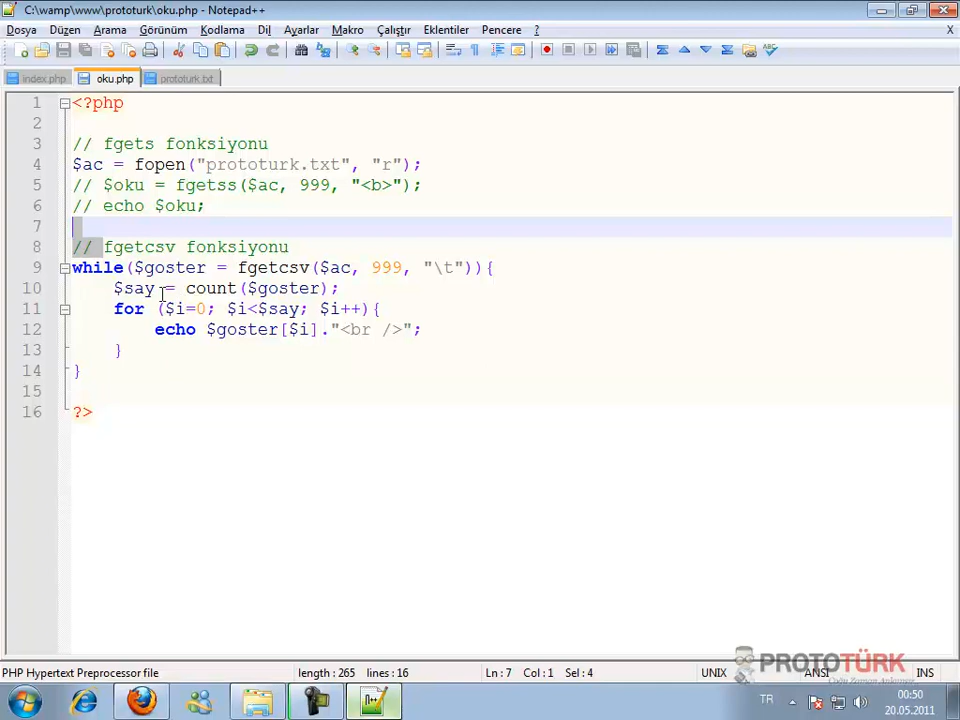 C:\wamp\www\prototurk\oku.php - Notepad++
Dosya Düzen Arama Görünüm Kodlama Dil Ayarlar Makro Çalıştır Eklentiler Pencere ? X
index.php oku.php prototurk.txt
1 <?php
2
3 // fgets fonksiyonu
4 $ac = fopen("prototurk.txt", "r");
5 // $oku = fgetss($ac, 999, "<b>");
6 // echo $oku;
7
8 // fgetcsv fonksiyonu
9 while($goster = fgetcsv($ac, 999, "\t")){
10 $say = count($goster);
11 for ($i=0; $i<$say; $i++){
12 echo $goster[$i]."<br />";
13 }
14 }
15
16 ?>
PROTOTÜRK
PHP Hypertext Preprocessor file length : 265 lines : 16 Ln : 7 Col : 1 Sel : 4 UNIX ANSI INS
TR 00:50
20.05.2011